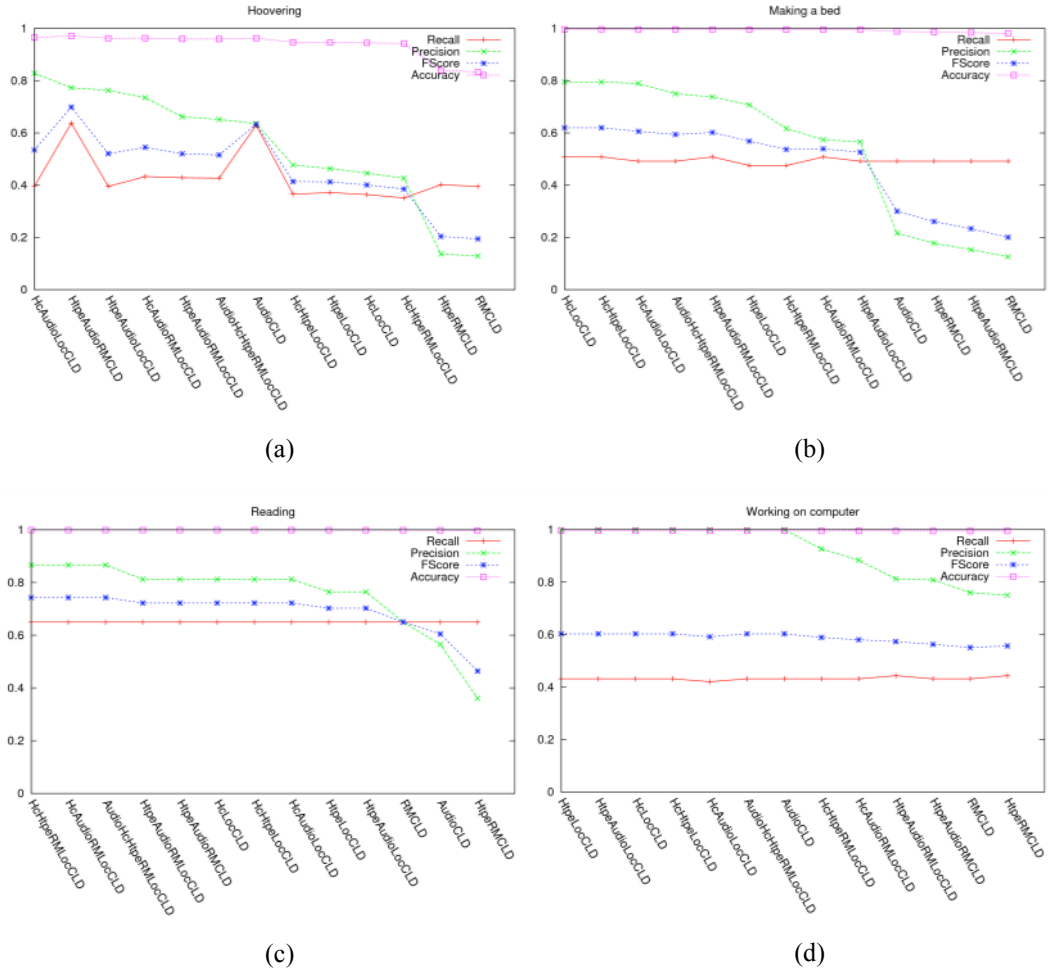 Hoovering
Recall
Precision
FScore
Accuracy
1
0.8
0.6
0.4
0.2
0
HcAudioLocCLD
HtpeAudioRMCLD
HtpeAudioLocCLD
HcAudioRMLocCLD
HtpeAudioRMLocCLD
AudioHcHtpeRMLocCLD
AudioCLD
HcHtpeLocCLD
HtpeLocCLD
HcLocCLD
HcHtpeRMLocCLD
HtpeRMCLD
RMCLD
(a)
Making a bed
Recall
Precision
FScore
Accuracy
1
0.8
0.6
0.4
0.2
0
HcLocCLD
HcHtpeLocCLD
HcAudioLocCLD
AudioHcHtpeRMLocCLD
HtpeAudioRMLocCLD
HtpeLocCLD
HcHtpeRMLocCLD
HcAudioRMLocCLD
HtpeAudioLocCLD
AudioCLD
HtpeRMCLD
HtpeAudioRMCLD
RMCLD
(b)
Reading
Recall
Precision
FScore
Accuracy
1
0.8
0.6
0.4
0.2
0
HcHtpeRMLocCLD
HcAudioRMLocCLD
AudioHcHtpeRMLocCLD
HtpeAudioRMLocCLD
HtpeAudioRMCLD
HcLocCLD
HcHtpeLocCLD
HcAudioLocCLD
HtpeLocCLD
HtpeAudioLocCLD
RMCLD
AudioCLD
HtpeRMCLD
(c)
Working on computer
Recall
Precision
FScore
Accuracy
1
0.8
0.6
0.4
0.2
0
HtpeLocCLD
HtpeAudioLocCLD
HcLocCLD
HcHtpeLocCLD
HcAudioLocCLD
AudioHcHtpeRMLocCLD
AudioCLD
HcHtpeRMLocCLD
HcAudioRMLocCLD
HtpeAudioRMLocCLD
HtpeAudioRMCLD
RMCLD
HtpeRMCLD
(d)